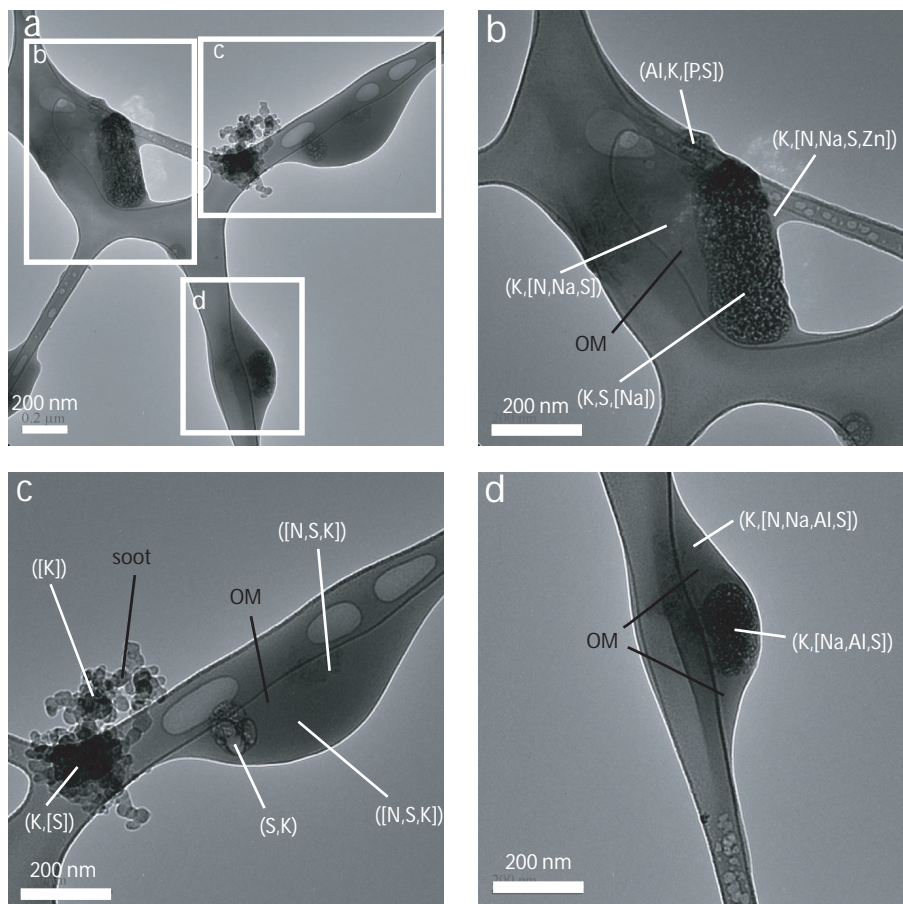 a
b
c
d
200 nm
0.2 µm
b
(Al,K,[P,S])
(K,[N,Na,S,Zn])
(K,[N,Na,S])
OM
(K,S,[Na])
200 nm
c
([N,S,K])
soot
([K])
OM
(K,[S])
(S,K)
([N,S,K])
200 nm
d
(K,[N,Na,Al,S])
OM
(K,[Na,Al,S])
200 nm